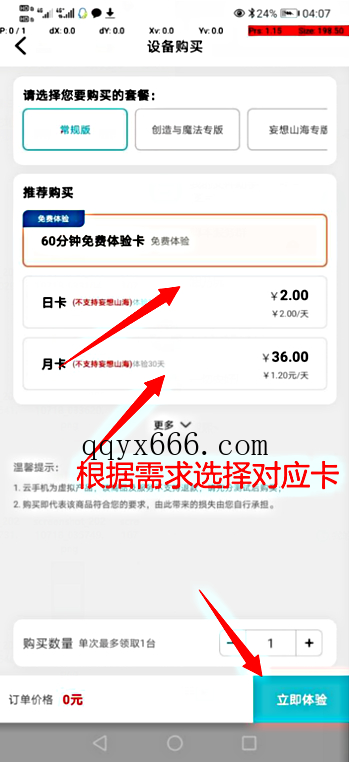 24% 04:07
P: 0 / 1 dX: 0.0 dY: 0.0 Xv: 0.0 Yv: 0.0 Prs: 1.15 Size: 198.50
设备购买
请选择您要购买的套餐：
常规版 创造与魔法专版 妄想山海专版
推荐购买
免费体验
60分钟免费体验卡 免费体验
日卡 (不支持妄想山海)
￥2.00
￥2.00/天
月卡 (不支持妄想山海)体验30天
￥36.00
￥1.20元/天
更多
qqyx666.com
根据需求选择对应卡
温馨提示：
1. 云手机为虚拟产品，
2. 购买即代表该商品符合您的要求，由此带来的损失由您自行承担。
购买数量 单次最多领取1台 − 1 +
订单价格 0元 立即体验